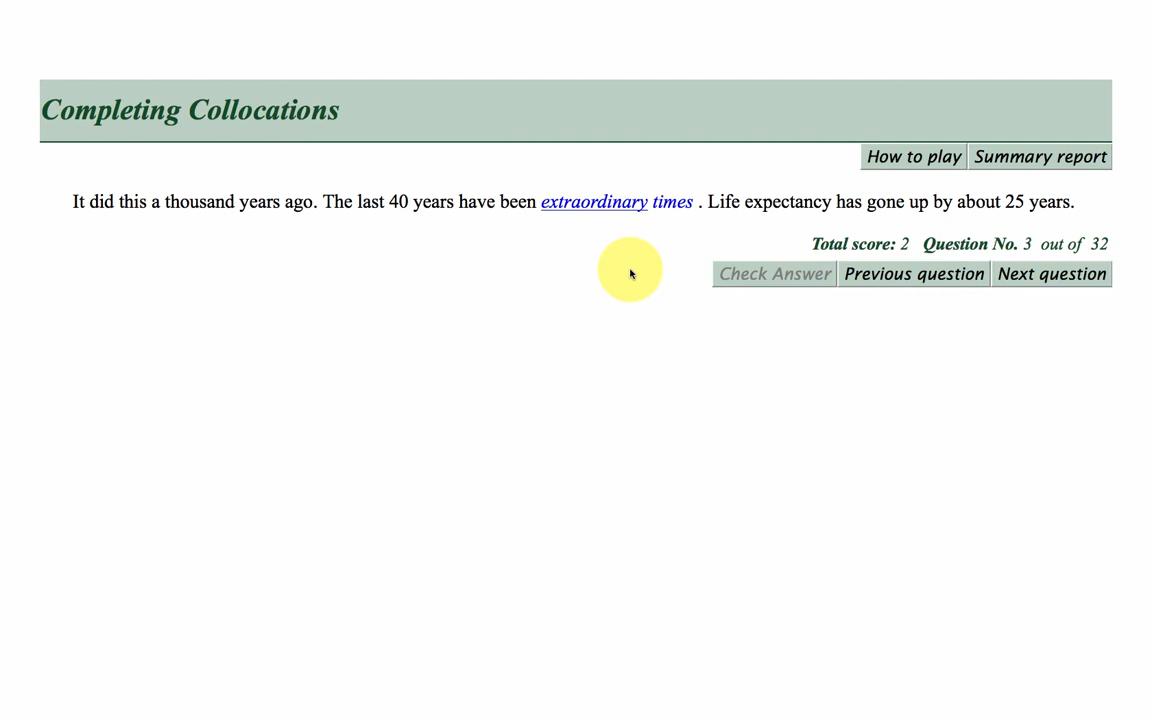 Completing Collocations
How to play Summary report
It did this a thousand years ago. The last 40 years have been extraordinary times . Life expectancy has gone up by about 25 years.
Total score: 2 Question No. 3 out of 32
Check Answer Previous question Next question